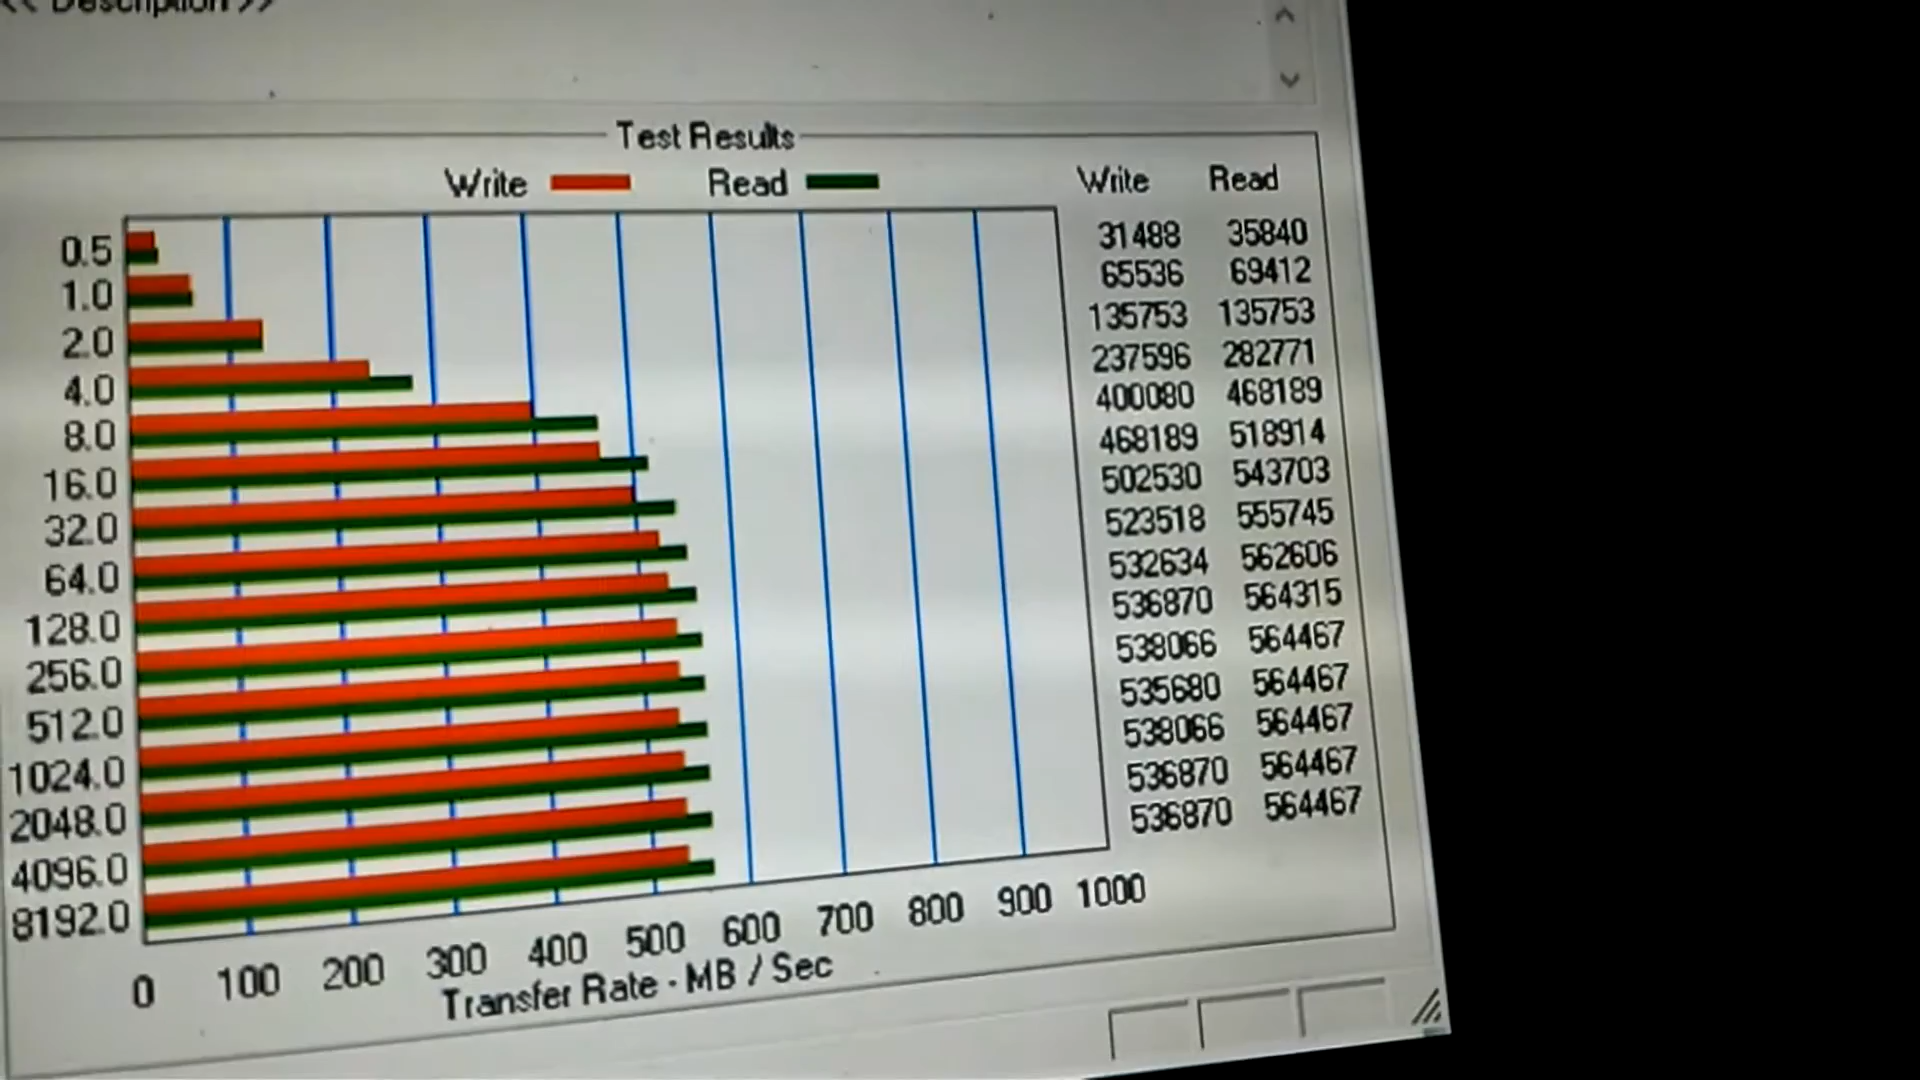 << Description >>
Test Results
Write Read Write Read
0.5 31488 35840
1.0 65536 69412
2.0 135753 135753
4.0 237596 282771
8.0 400080 468189
16.0 468189 518914
32.0 502530 543703
64.0 523518 555745
128.0 532634 562606
256.0 536870 564315
512.0 538066 564467
1024.0 535680 564467
2048.0 538066 564467
4096.0 536870 564467
8192.0 536870 564467
0 100 200 300 400 500 600 700 800 900 1000
Transfer Rate - MB / Sec